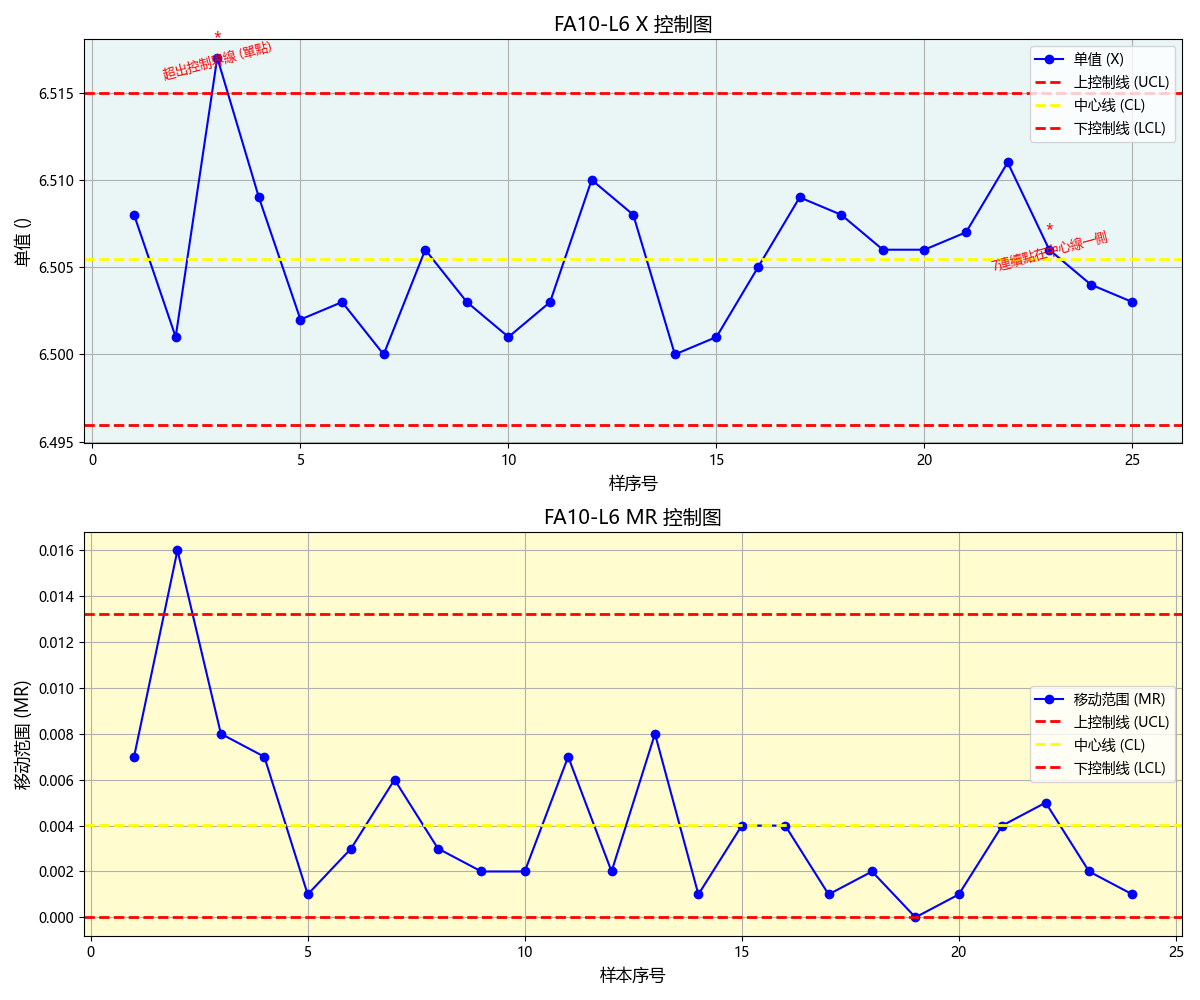 FA10-L6 X 控制图
*
超出控制界線 (單點)
单值 (X)
上控制线 (UCL)
中心线 (CL)
下控制线 (LCL)
*
7連續點在中心線一側
单值 ()
6.515
6.510
6.505
6.500
6.495
0 5 10 15 20 25
样序号
FA10-L6 MR 控制图
移动范围 (MR)
上控制线 (UCL)
中心线 (CL)
下控制线 (LCL)
移动范围 (MR)
0.016
0.014
0.012
0.010
0.008
0.006
0.004
0.002
0.000
0 5 10 15 20 25
样本序号